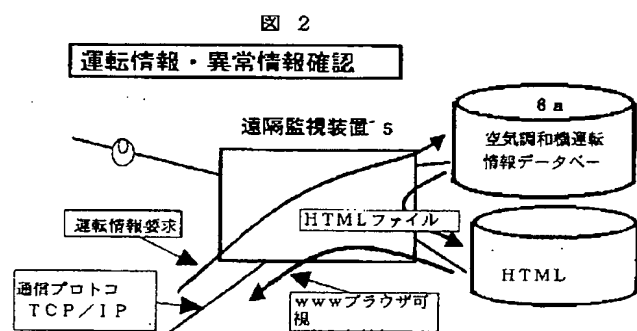 図 2
運転情報・異常情報確認
6a
空気調和機運転
情報データベー
遠隔監視装置 5
HTMLファイル
運転情報要求
HTML
通信プロトコ
TCP/IP
wwwブラウザ可
視